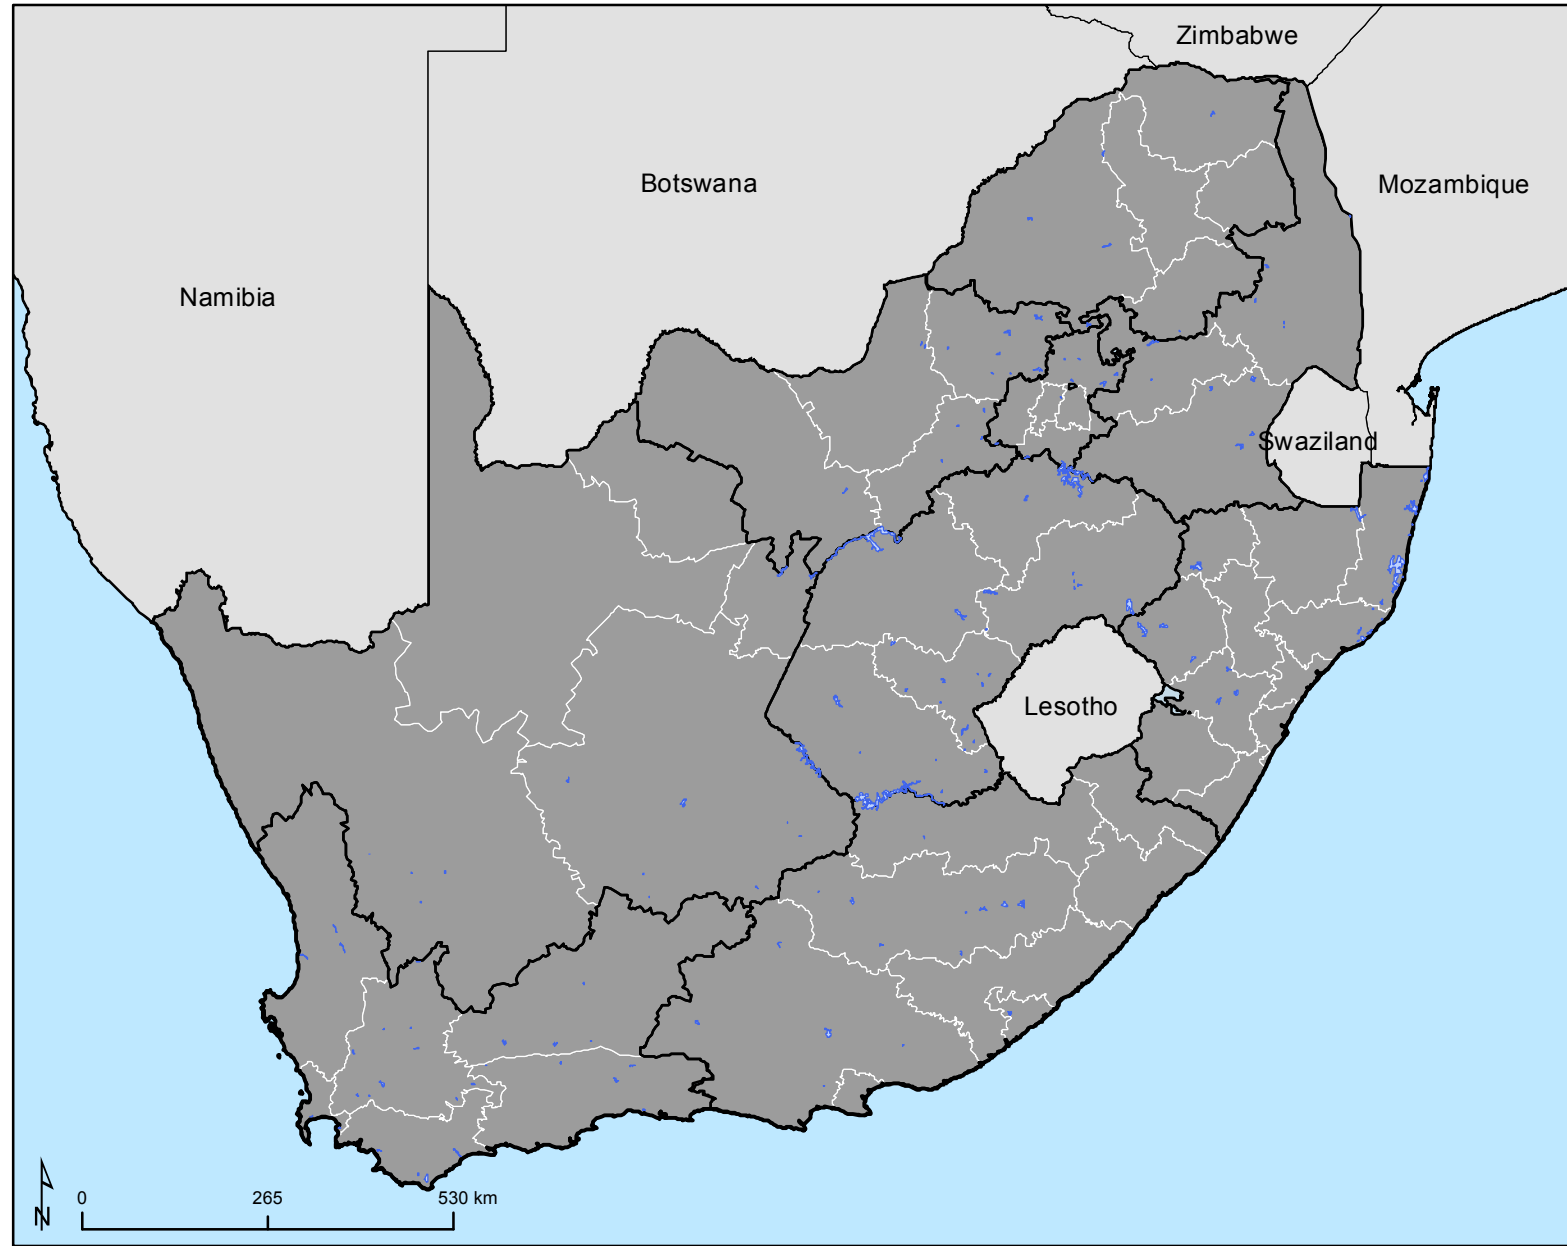 Zimbabwe
Botswana
Mozambique
Namibia
Swaziland
Lesotho
N
0 265 530 km